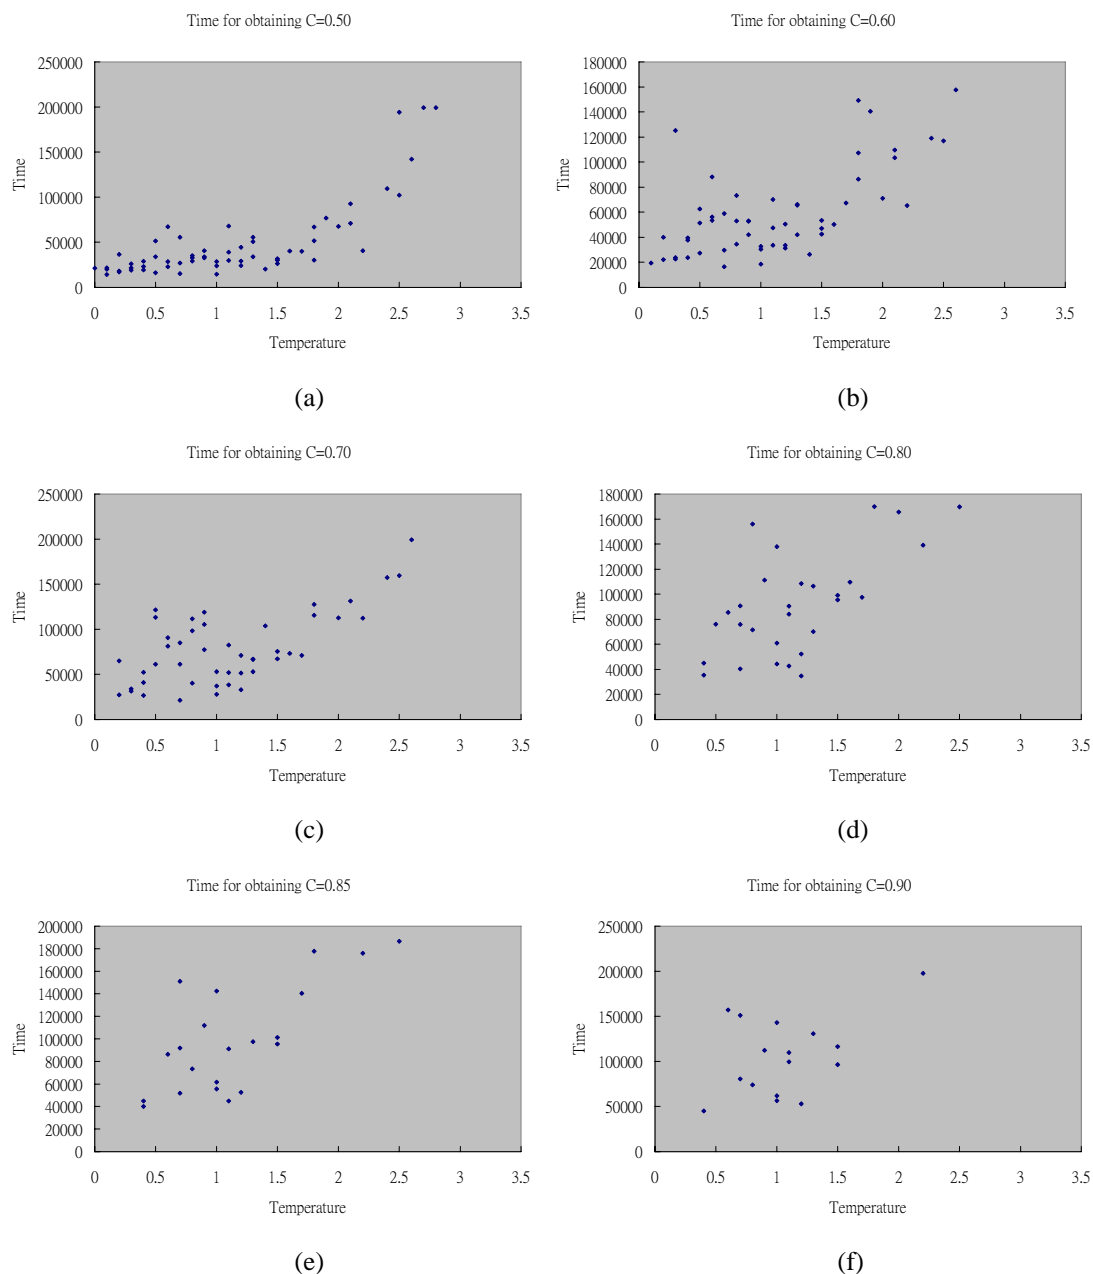 Time for obtaining C=0.50
250000
200000
150000
100000
50000
0
Time
0 0.5 1 1.5 2 2.5 3 3.5
Temperature
(a)
Time for obtaining C=0.60
180000
160000
140000
120000
100000
80000
60000
40000
20000
0
Time
0 0.5 1 1.5 2 2.5 3 3.5
Temperature
(b)
Time for obtaining C=0.70
250000
200000
150000
100000
50000
0
Time
0 0.5 1 1.5 2 2.5 3 3.5
Temperature
(c)
Time for obtaining C=0.80
180000
160000
140000
120000
100000
80000
60000
40000
20000
0
Time
0 0.5 1 1.5 2 2.5 3 3.5
Temperature
(d)
Time for obtaining C=0.85
200000
180000
160000
140000
120000
100000
80000
60000
40000
20000
0
Time
0 0.5 1 1.5 2 2.5 3 3.5
Temperature
(e)
Time for obtaining C=0.90
250000
200000
150000
100000
50000
0
Time
0 0.5 1 1.5 2 2.5 3 3.5
Temperature
(f)